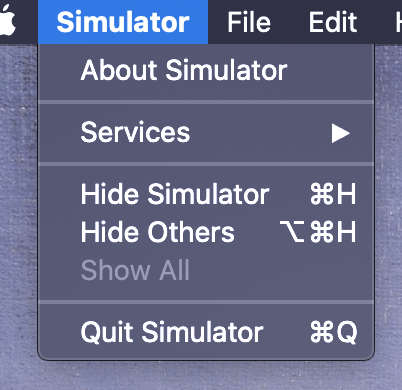 Simulator File Edit
About Simulator
Services ▶
Hide Simulator ⌘H
Hide Others ⌥⌘H
Show All
Quit Simulator ⌘Q